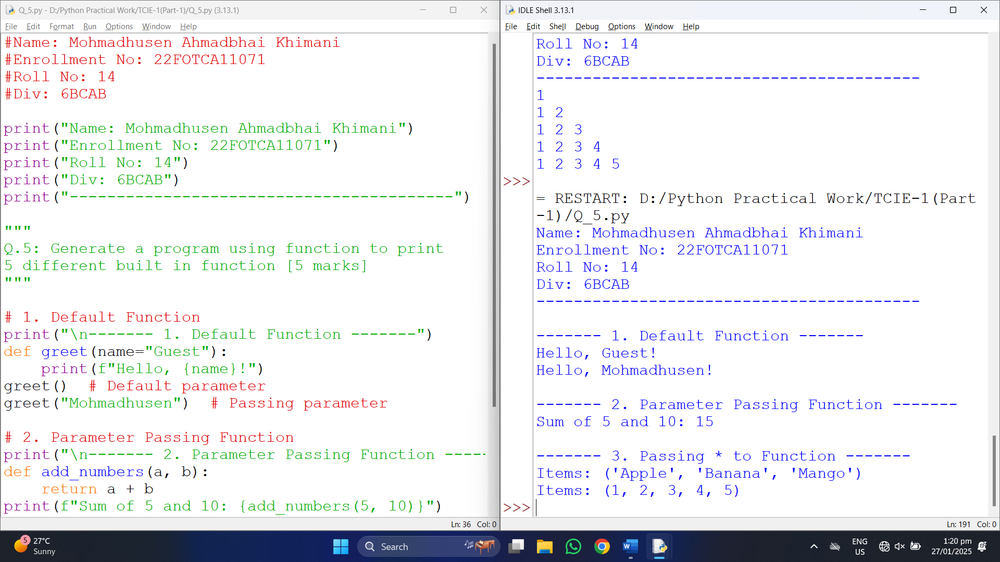 Q_5.py - D:/Python Practical Work/TCIE-1(Part-1)/Q_5.py (3.13.1)
File Edit Format Run Options Window Help
#Name: Mohmadhusen Ahmadbhai Khimani
#Enrollment No: 22FOTCA11071
#Roll No: 14
#Div: 6BCAB
print("Name: Mohmadhusen Ahmadbhai Khimani")
print("Enrollment No: 22FOTCA11071")
print("Roll No: 14")
print("Div: 6BCAB")
print("-----------------------------------------")
"""
Q.5: Generate a program using function to print
5 different built in function [5 marks]
"""
# 1. Default Function
print("\n------- 1. Default Function -------")
def greet(name="Guest"):
    print(f"Hello, {name}!")
greet()  # Default parameter
greet("Mohmadhusen")  # Passing parameter
# 2. Parameter Passing Function
print("\n------- 2. Parameter Passing Function -----
def add_numbers(a, b):
    return a + b
print(f"Sum of 5 and 10: {add_numbers(5, 10)}")
Ln: 36 Col: 0
IDLE Shell 3.13.1
File Edit Shell Debug Options Window Help
Roll No: 14
Div: 6BCAB
-----------------------------------------
1
1 2
1 2 3
1 2 3 4
1 2 3 4 5
>>>
= RESTART: D:/Python Practical Work/TCIE-1(Part
-1)/Q_5.py
Name: Mohmadhusen Ahmadbhai Khimani
Enrollment No: 22FOTCA11071
Roll No: 14
Div: 6BCAB
-----------------------------------------
------- 1. Default Function -------
Hello, Guest!
Hello, Mohmadhusen!
------- 2. Parameter Passing Function -------
Sum of 5 and 10: 15
------- 3. Passing * to Function -------
Items: ('Apple', 'Banana', 'Mango')
Items: (1, 2, 3, 4, 5)
>>>
Ln: 191 Col: 0
5
27°C
Sunny
Search
W
ENG
US
1:20 pm
27/01/2025